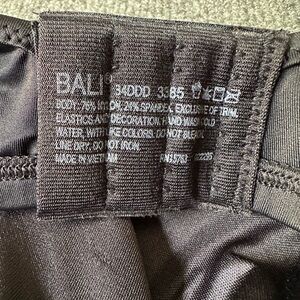 BALI® 34DDD 3385
BODY: 76% NYLON, 24% SPANDEX, EXCLUSIVE OF TRIM,
ELASTICS AND DECORATION. HAND WASH COLD
WATER, WITH LIKE COLORS. DO NOT BLEACH.
LINE DRY, DO NOT IRON.
MADE IN VIETNAM